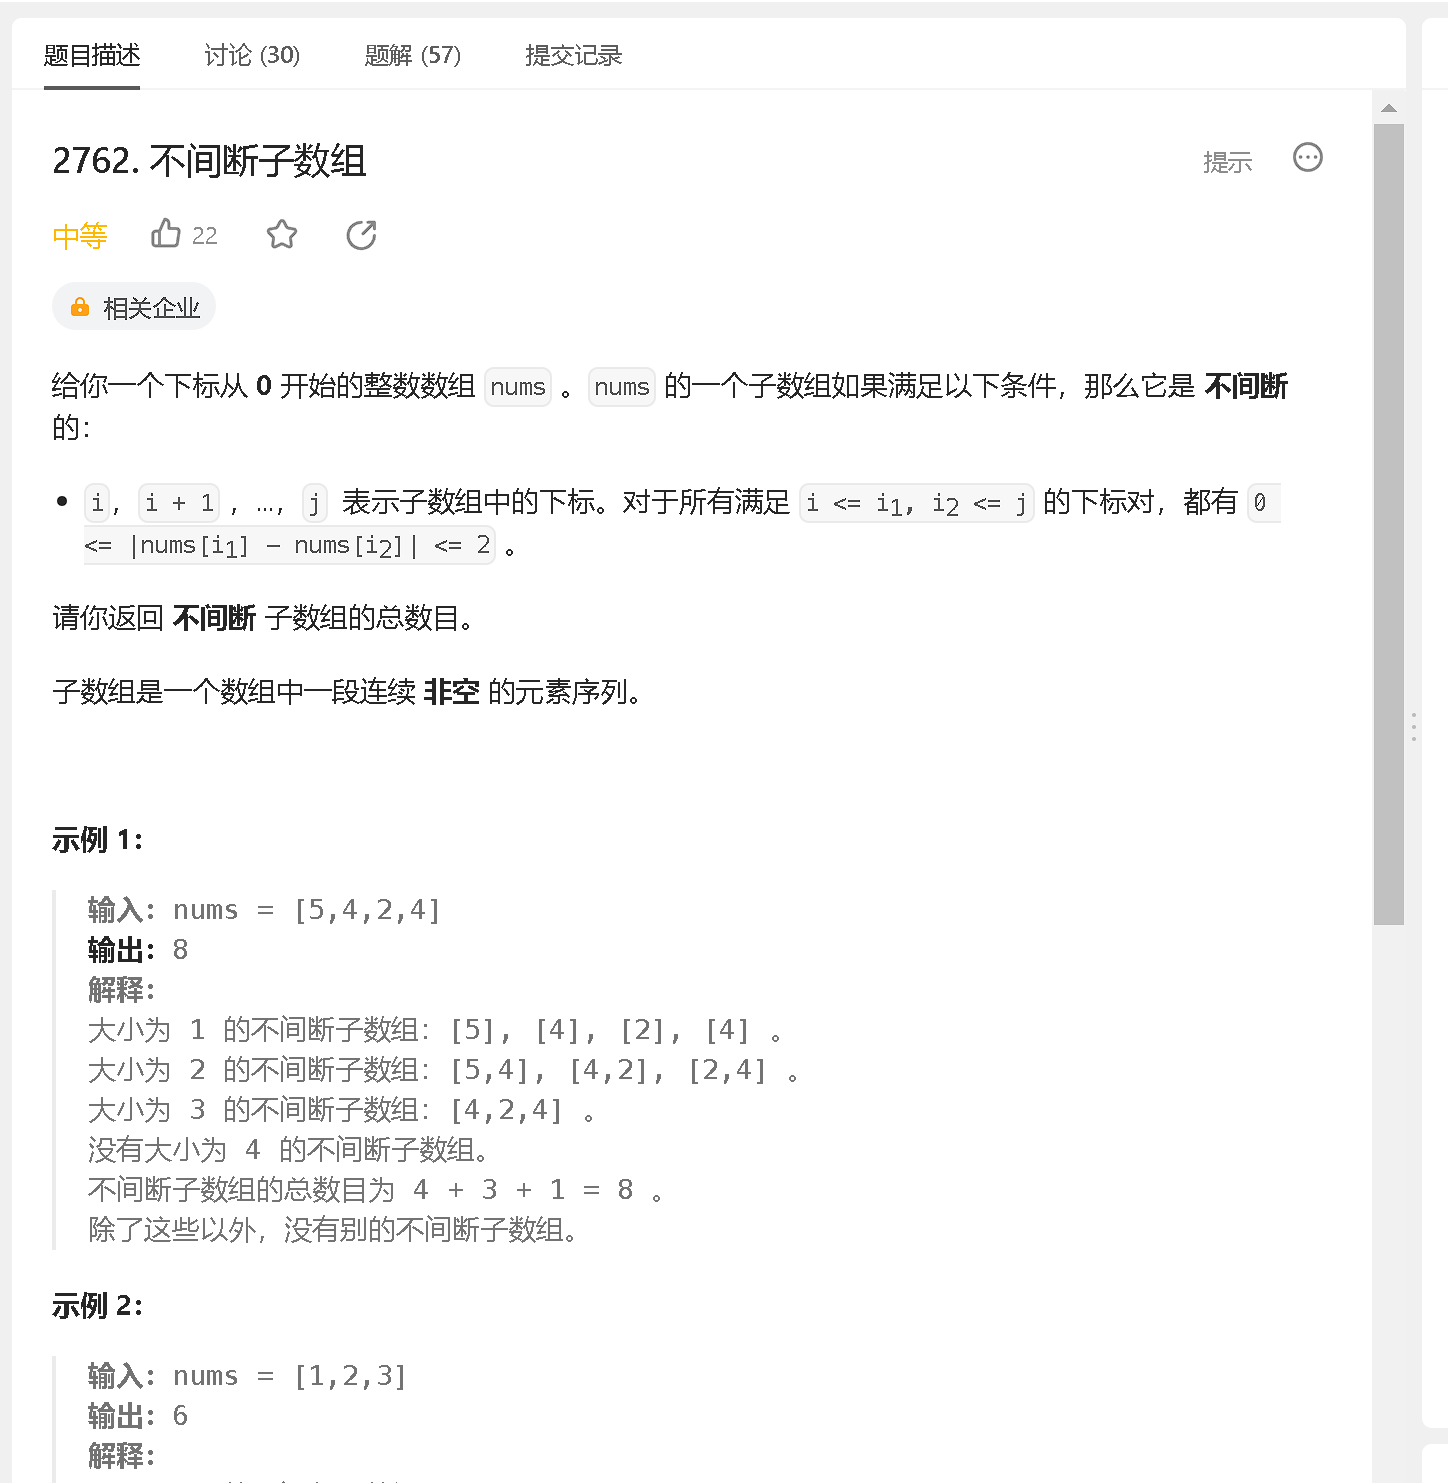 题目描述 讨论 (30) 题解 (57) 提交记录
2762. 不间断子数组 提示
中等 22
相关企业
给你一个下标从 0 开始的整数数组 nums 。nums 的一个子数组如果满足以下条件，那么它是 不间断
的：
• i，i + 1 ，...，j 表示子数组中的下标。对于所有满足 i <= i1, i2 <= j 的下标对，都有 0
<= |nums[i1] - nums[i2]| <= 2 。
请你返回 不间断 子数组的总数目。
子数组是一个数组中一段连续 非空 的元素序列。
示例 1：
输入：nums = [5,4,2,4]
输出：8
解释：
大小为 1 的不间断子数组：[5], [4], [2], [4] 。
大小为 2 的不间断子数组：[5,4], [4,2], [2,4] 。
大小为 3 的不间断子数组：[4,2,4] 。
没有大小为 4 的不间断子数组。
不间断子数组的总数目为 4 + 3 + 1 = 8 。
除了这些以外，没有别的不间断子数组。
示例 2：
输入：nums = [1,2,3]
输出：6
解释：